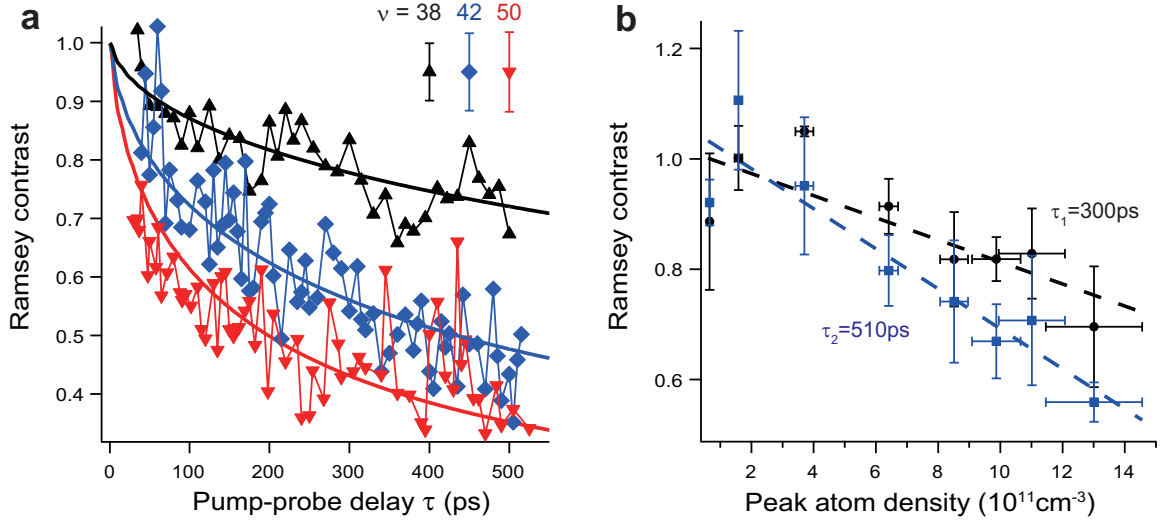 a
ν = 38 42 50
1.0
0.9
0.8
0.7
0.6
0.5
0.4
Ramsey contrast
0 100 200 300 400 500
Pump-probe delay τ (ps)
b
1.2
1.0
0.8
0.6
Ramsey contrast
τ₁=300ps
τ₂=510ps
2 4 6 8 10 12 14
Peak atom density (10¹¹cm⁻³)